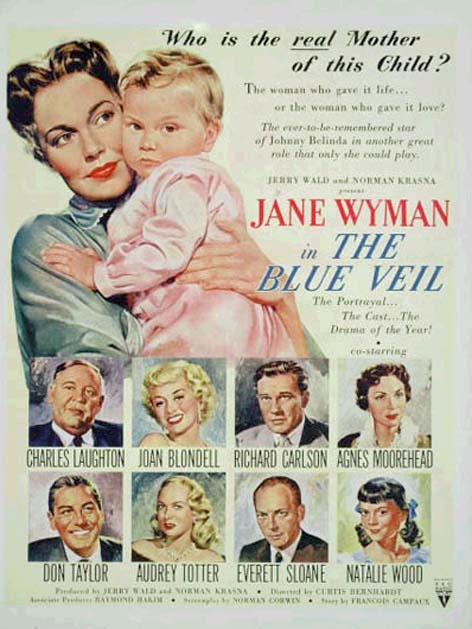 Who is the real Mother
of this Child?
The woman who gave it life...
or the woman who gave it love?
The ever-to-be-remembered star
of Johnny Belinda in another great
role that only she could play.
JERRY WALD and NORMAN KRASNA
present
JANE WYMAN
in THE
BLUE VEIL
The Portrayal...
The Cast...The
Drama of the Year!
co-starring
CHARLES LAUGHTON JOAN BLONDELL RICHARD CARLSON AGNES MOOREHEAD
DON TAYLOR AUDREY TOTTER EVERETT SLOANE NATALIE WOOD
Produced by JERRY WALD and NORMAN KRASNA • Directed by CURTIS BERNHARDT
Associate Producer RAYMOND HAKIM • Screenplay by NORMAN CORWIN • Story by FRANCOIS CAMPAUX
RKO